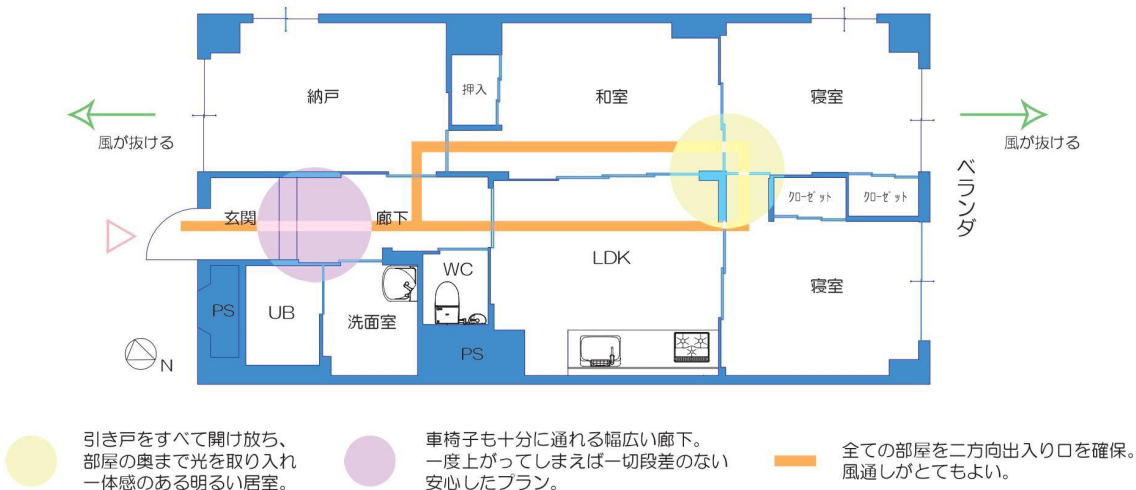 納戸
押入
和室
寝室
風が抜ける
風が抜ける
ベランダ
クローゼット
クローゼット
玄関
廊下
LDK
WC
寝室
PS
UB
洗面室
PS
N
引き戸をすべて開け放ち、
部屋の奥まで光を取り入れ
一体感のある明るい居室。
車椅子も十分に通れる幅広い廊下。
一度上がってしまえば一切段差のない
安心したプラン。
全ての部屋を二方向出入り口を確保。
風通しがとてもよい。